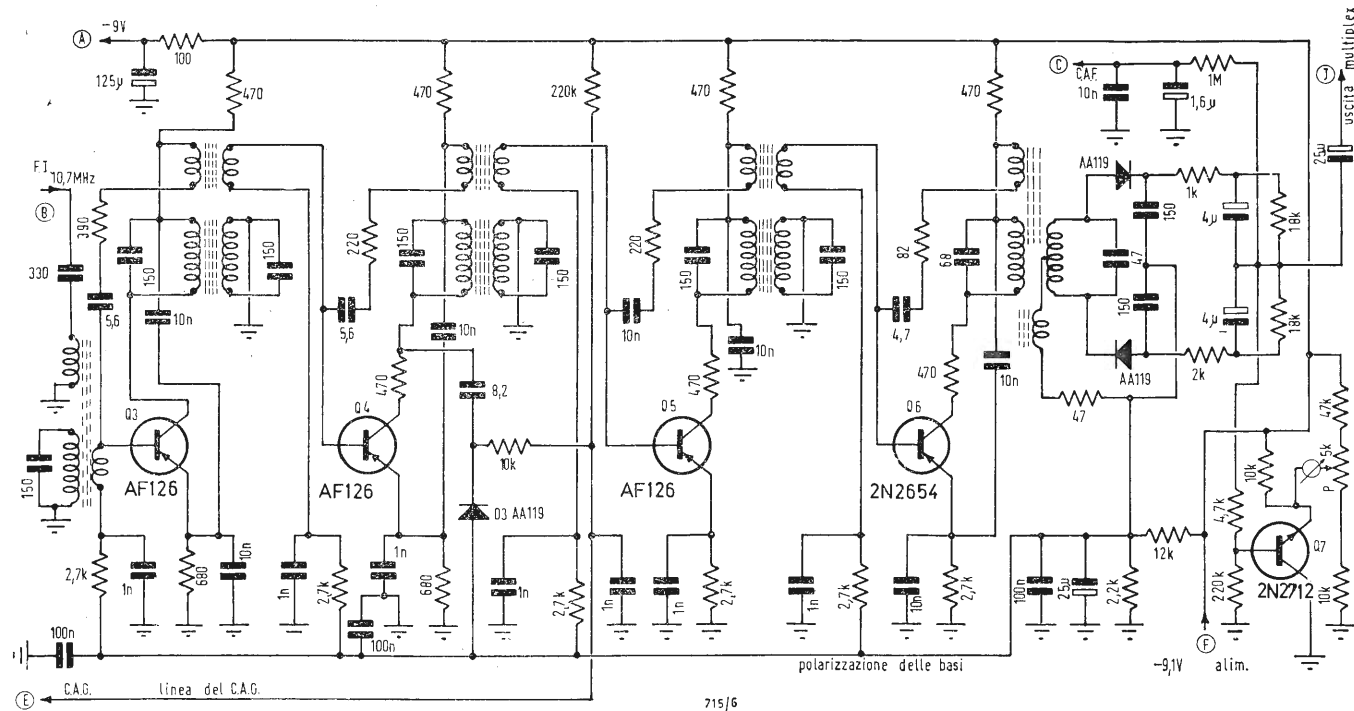 A
-9V
100
125µ
470
470
220k
470
470
C
C.A.F.
10n
1M
1,6µ
J
uscita multiplex
25µ
F.I. 10,7MHz
B
390
330
5,6
150
150
10n
220
5,6
150
150
10n
220
10n
150
150
10n
82
4,7
68
10n
AA119
1k
150
47
150
4µ
4µ
18k
18k
AA119
2k
47
150
Q3
AF126
Q4
AF126
470
8,2
10k
D3 AA119
Q5
AF126
470
Q6
2N2654
470
47k
5k
P
10k
4,7k
Q7
2N2712
220k
10k
2,7k
1n
680
10n
1n
2,7k
1n
100n
680
1n
2,7k
1n
1n
2,7k
1n
2,7k
10n
2,7k
100n
25µ
2,2k
12k
100n
F
-9,1V alim.
polarizzazione delle basi
E
C.A.G. linea del C.A.G.
715/6